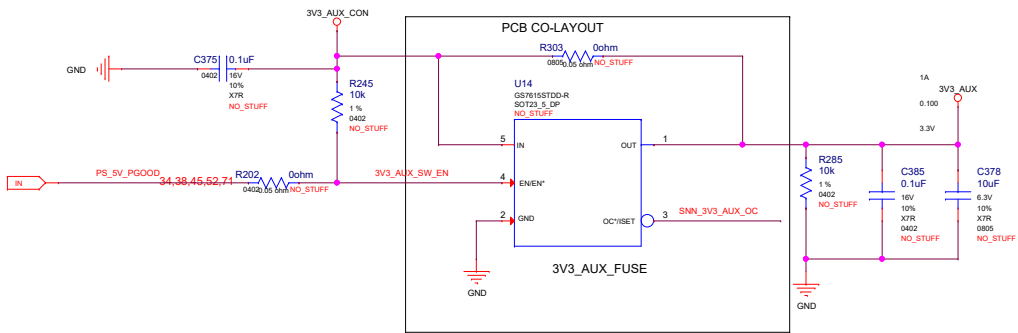 3V3_AUX_CON
PCB CO-LAYOUT
C375
0.1uF
GND
0402
16V
10%
X7R
NO_STUFF
R303
0ohm
0805
0.05 ohm
NO_STUFF
R245
10k
1 %
0402
NO_STUFF
U14
GS7615STDD-R
SOT23_5_DP
NO_STUFF
1A
3V3_AUX
0.100
3.3V
5
IN
OUT
1
IN
PS_5V_PGOOD
34,38,45,52,71
R202
0ohm
0402
0.05 ohm
NO_STUFF
3V3_AUX_SW_EN
4
EN/EN*
2
GND
OC*/ISET
3
SNN_3V3_AUX_OC
GND
3V3_AUX_FUSE
R285
10k
1 %
0402
NO_STUFF
C385
0.1uF
16V
10%
X7R
0402
NO_STUFF
C378
10uF
6.3V
10%
X7R
0805
NO_STUFF
GND